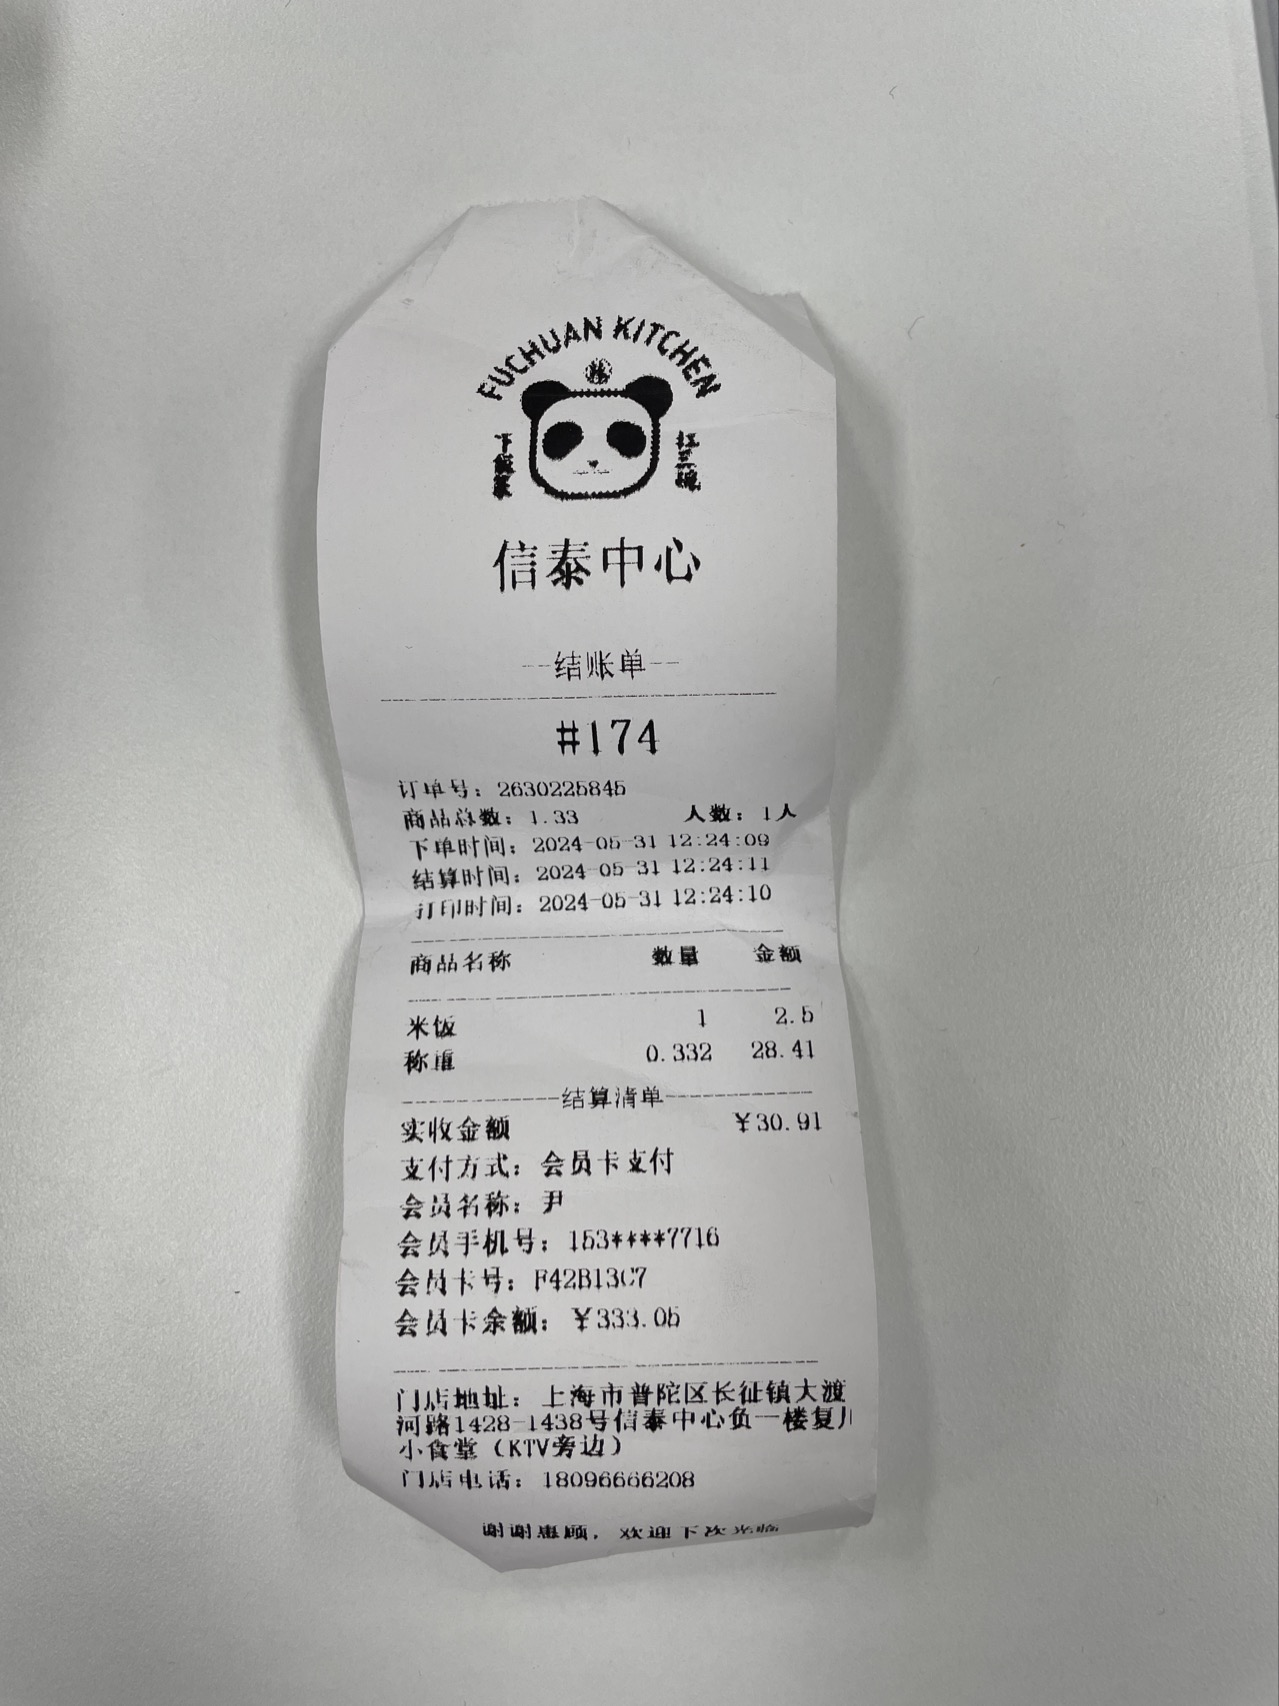 FUCHUAN KITCHEN
下饭菜
扛三碗
信泰中心
--结账单--
#174
订单号：2630225845
商品总数：1.33 人数：1人
下单时间：2024-05-31 12:24:09
结算时间：2024-05-31 12:24:11
打印时间：2024-05-31 12:24:10
商品名称 数量 金额
米饭 1 2.5
称重 0.332 28.41
结算清单
实收金额 ¥30.91
支付方式：会员卡支付
会员名称：尹
会员手机号：153****7716
会员卡号：F42B13C7
会员卡余额：¥333.05
门店地址：上海市普陀区长征镇大渡
河路1428-1438号信泰中心负一楼复川
小食堂（KTV旁边）
门店电话：18096666208
谢谢惠顾，欢迎下次光临